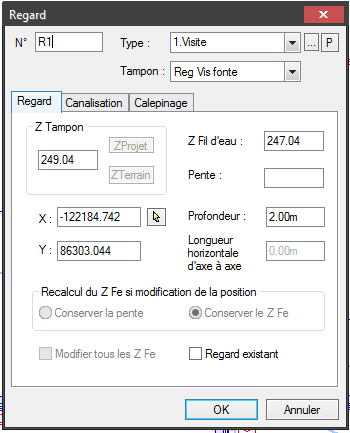 Regard
N° R1 Type : 1.Visite ... P
Tampon : Reg Vis fonte
Regard Canalisation Calepinage
Z Tampon
249.04 ZProjet
ZTerrain
Z Fil d'eau : 247.04
Pente :
X : -122184.742 Profondeur : 2.00m
Y : 86303.044 Longueur
horizontale
d'axe à axe 0.00m
Recalcul du Z Fe si modification de la position
Conserver la pente Conserver le Z Fe
Modifier tous les Z Fe Regard existant
OK Annuler